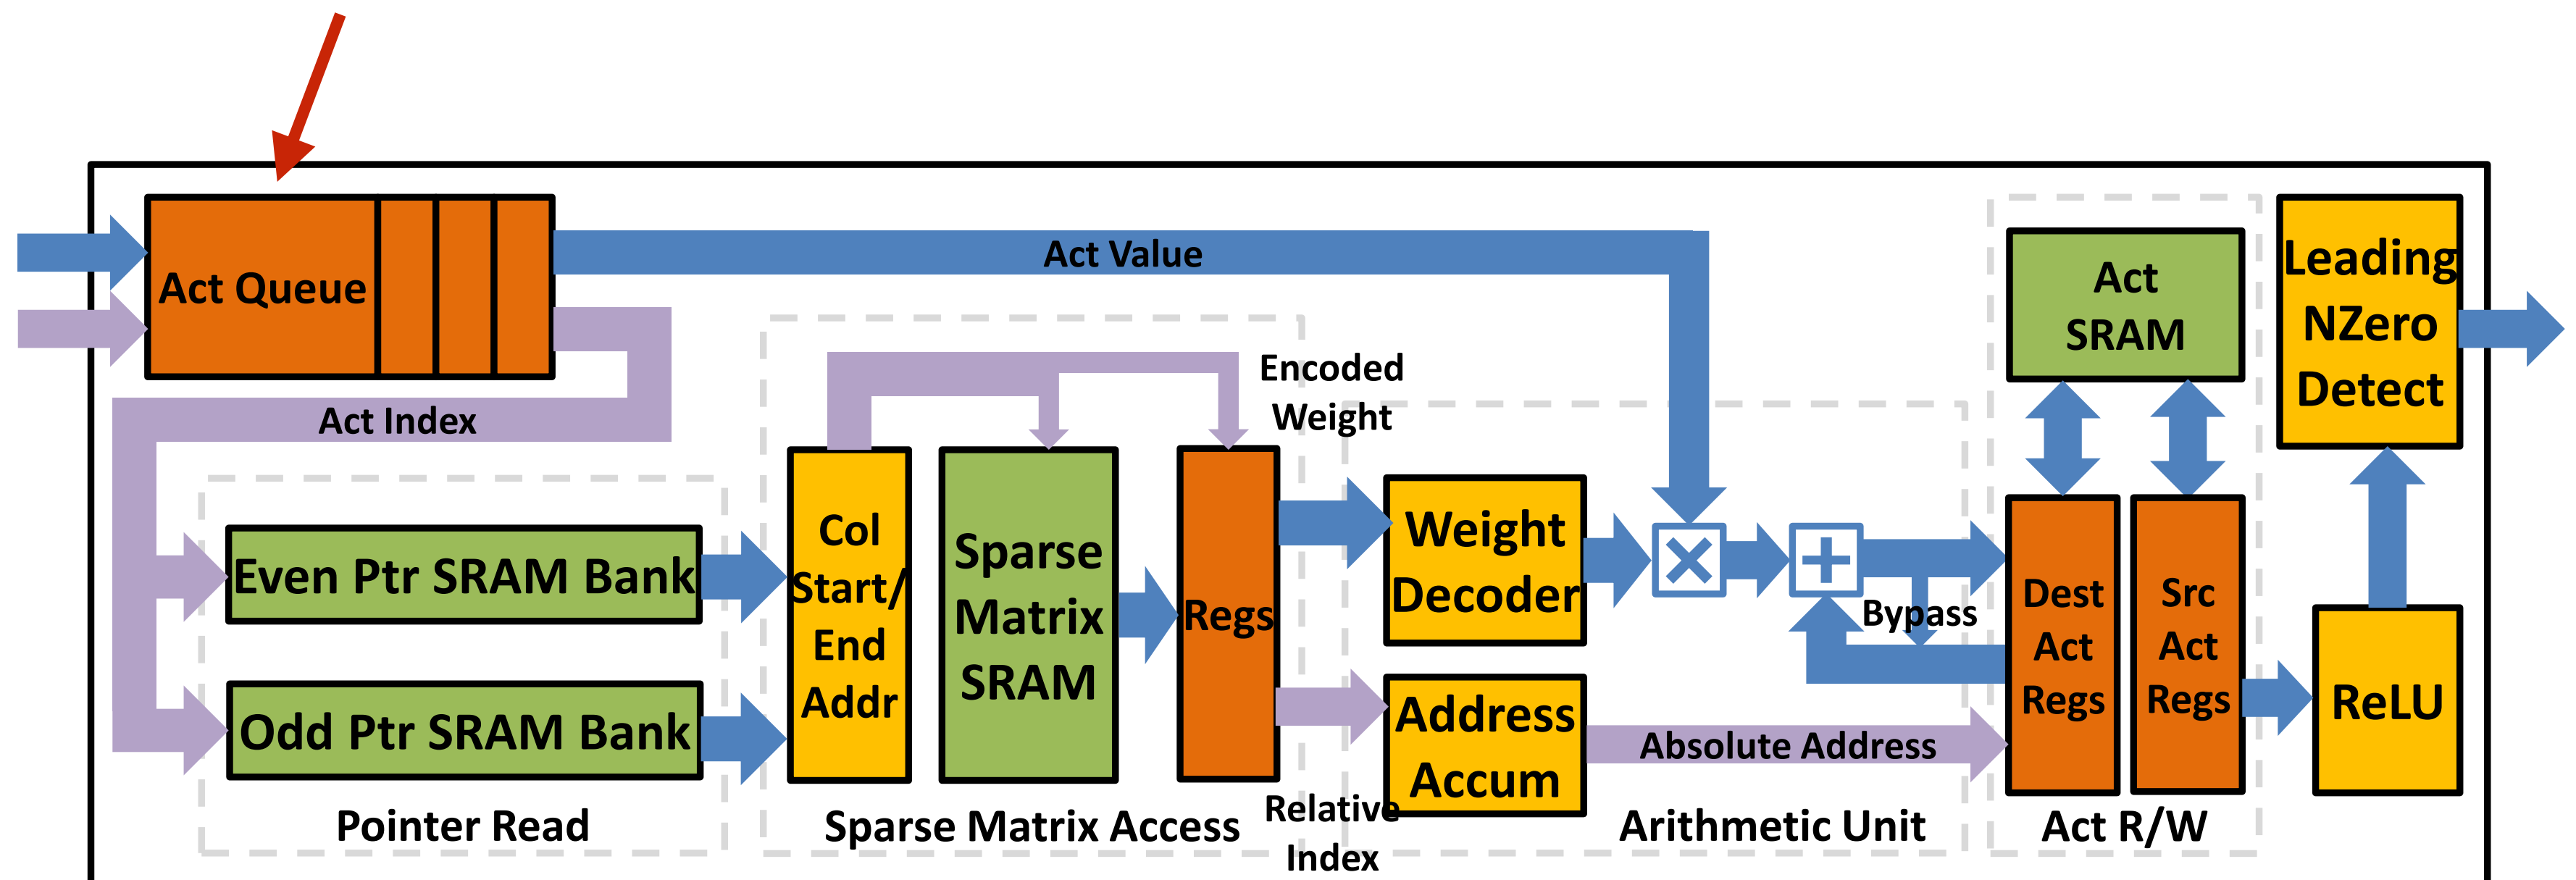 Act Queue
Act Value
Act Index
Even Ptr SRAM Bank
Odd Ptr SRAM Bank
Pointer Read
Col
Start/
End
Addr
Sparse
Matrix
SRAM
Regs
Sparse Matrix Access
Encoded
Weight
Relative
Index
Weight
Decoder
Address
Accum
Bypass
Absolute Address
Arithmetic Unit
Act
SRAM
Dest
Act
Regs
Src
Act
Regs
Act R/W
Leading
NZero
Detect
ReLU